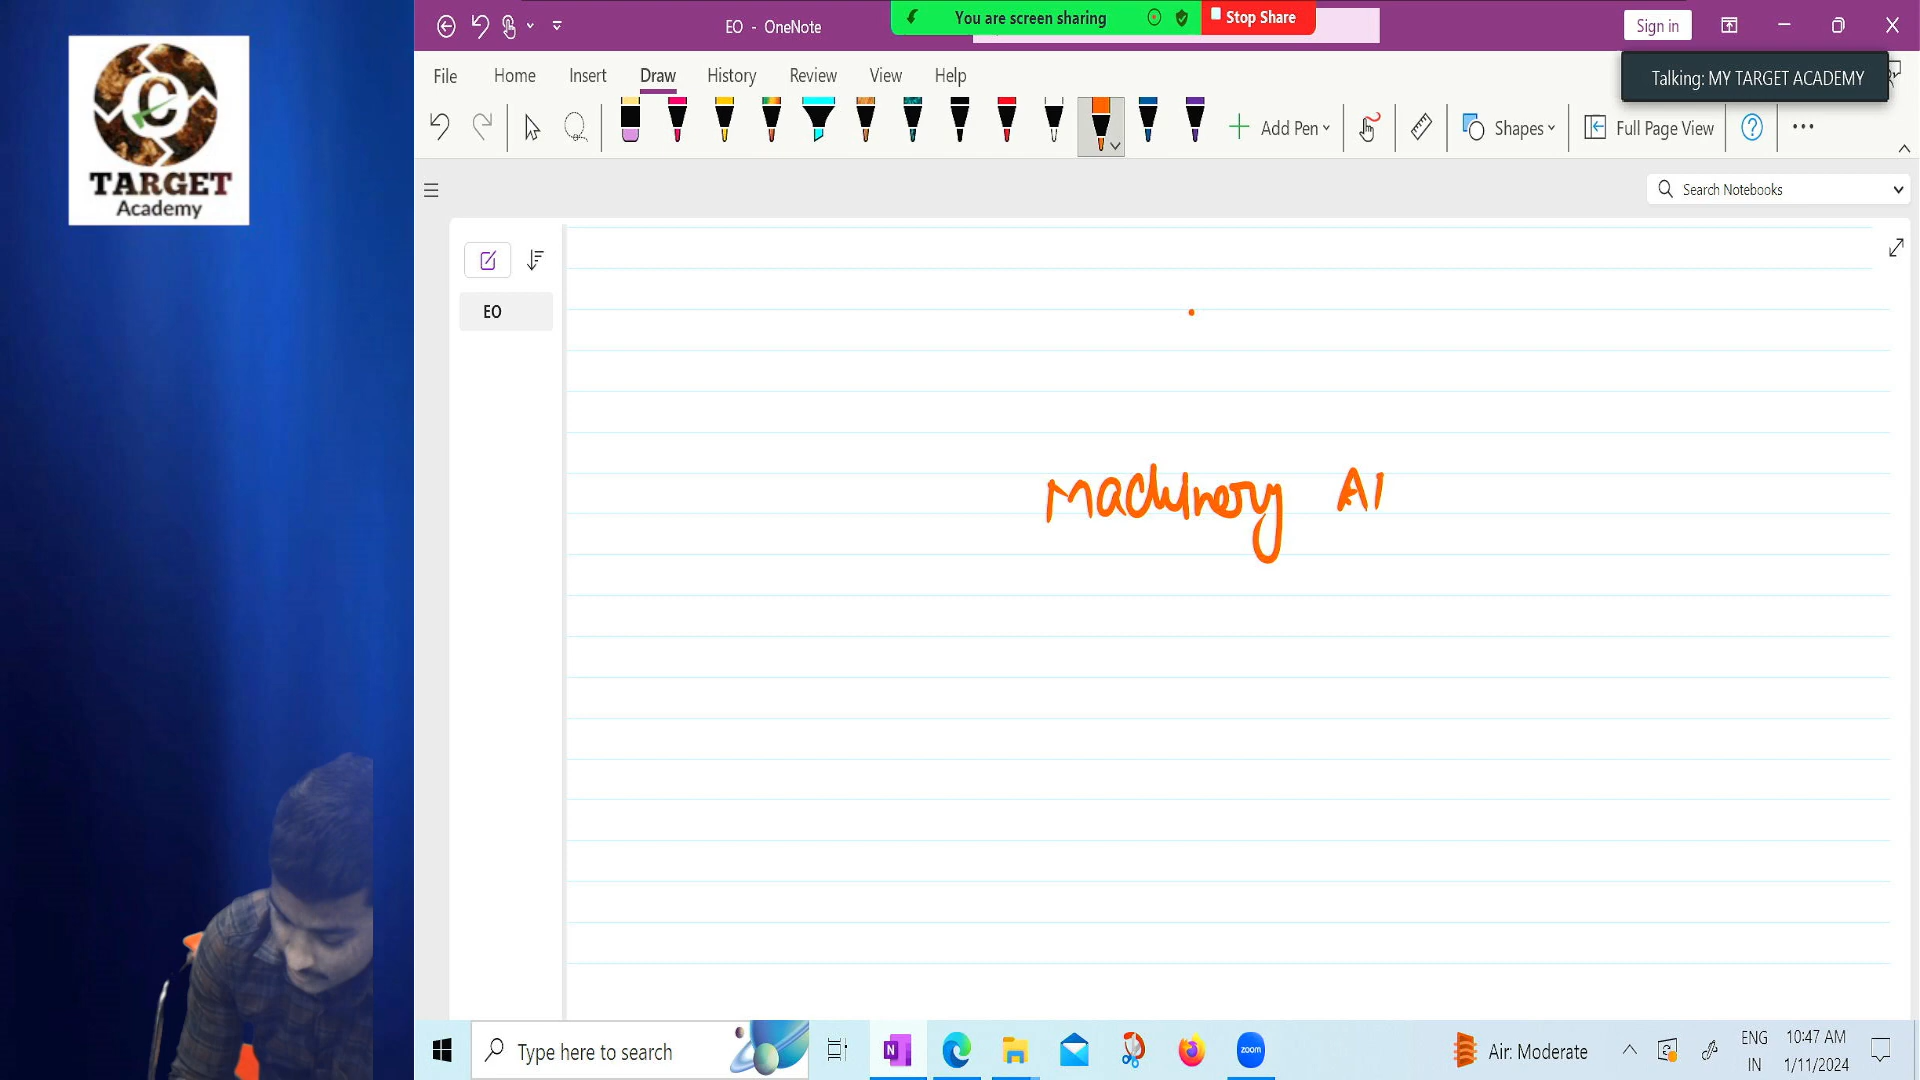 TARGET
Academy
EO - OneNote
You are screen sharing
Stop Share
Sign in
Talking: MY TARGET ACADEMY
File Home Insert Draw History Review View Help
Add Pen
Shapes
Full Page View
Search Notebooks
EO
Machinery A1
Type here to search
zoom
Air: Moderate
ENG
IN
10:47 AM
1/11/2024